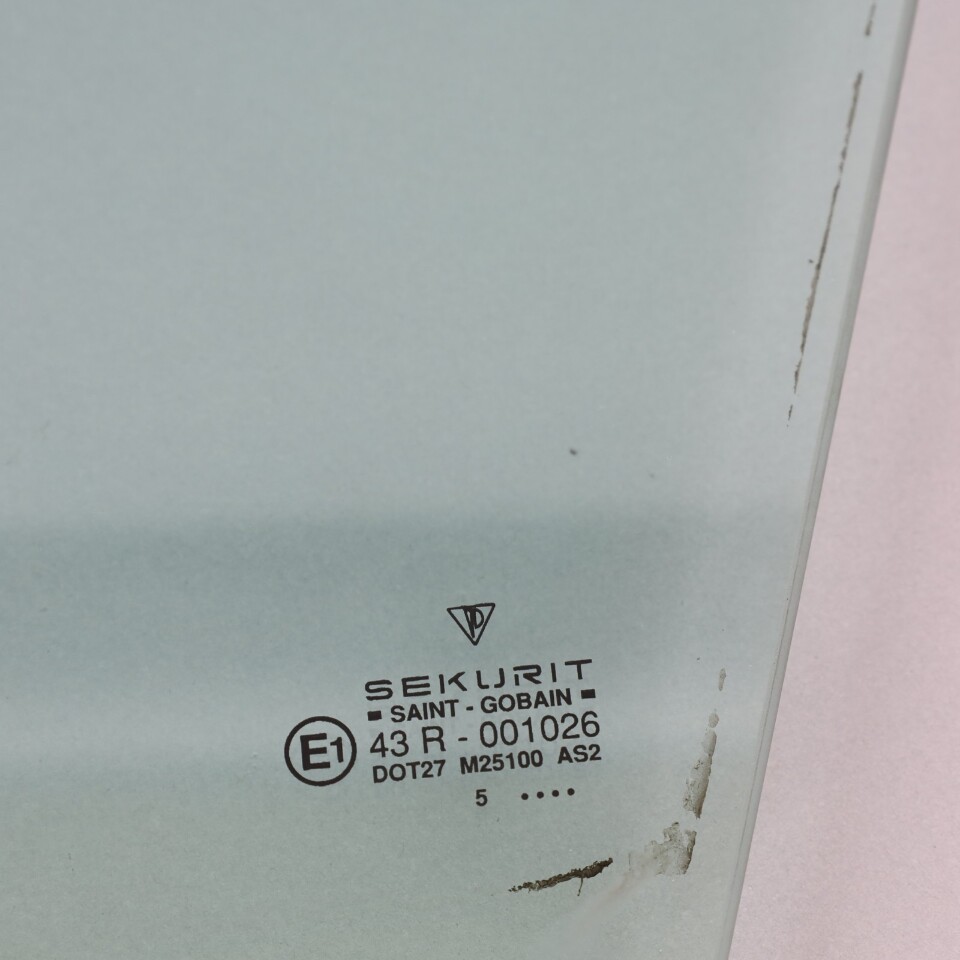 SEKURIT
SAINT - GOBAIN
E1
43 R - 001026
DOT27 M25100 AS2
5 ....